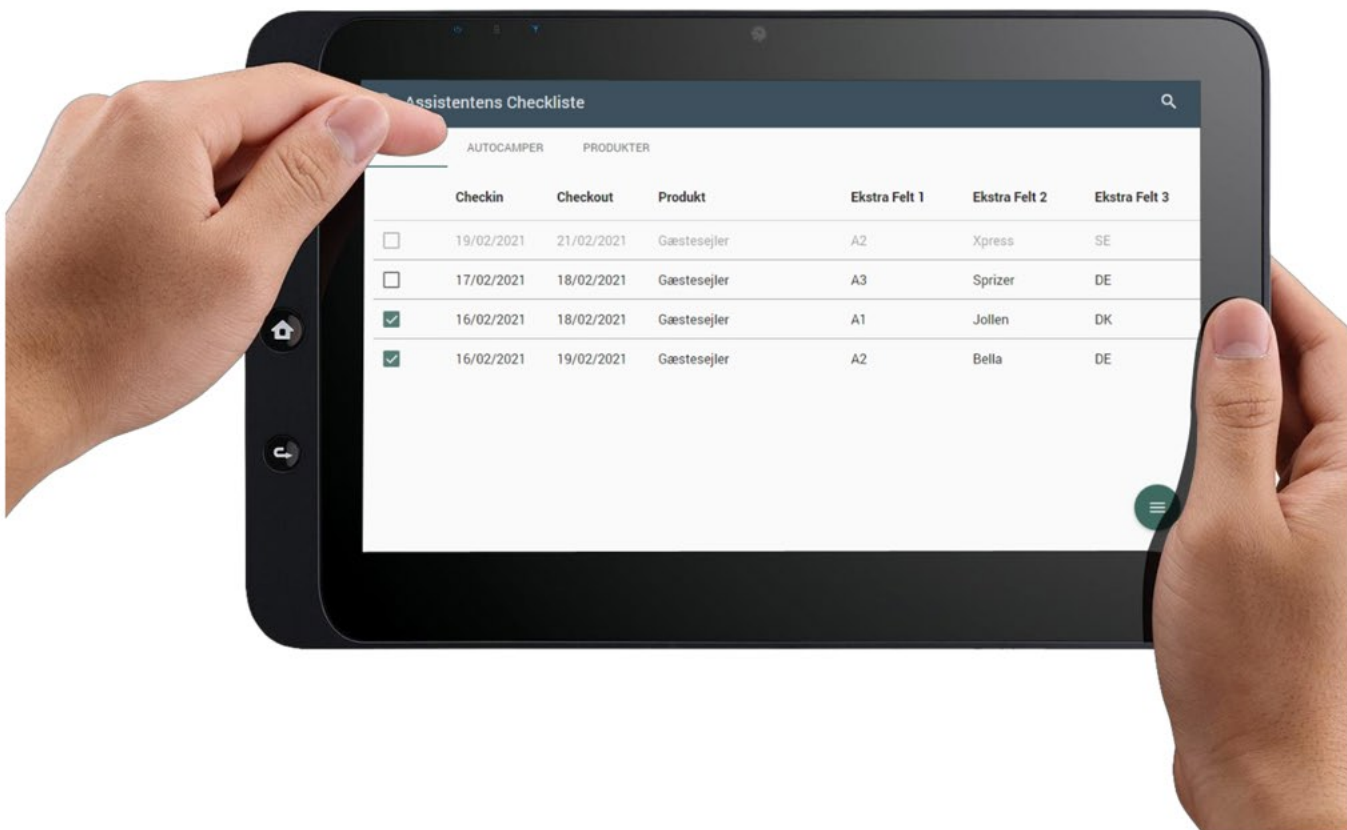 Assistentens Checkliste
AUTOCAMPER PRODUKTER
Checkin Checkout Produkt Ekstra Felt 1 Ekstra Felt 2 Ekstra Felt 3
19/02/2021 21/02/2021 Gæstesejler A2 Xpress SE
17/02/2021 18/02/2021 Gæstesejler A3 Sprizer DE
16/02/2021 18/02/2021 Gæstesejler A1 Jollen DK
16/02/2021 19/02/2021 Gæstesejler A2 Bella DE